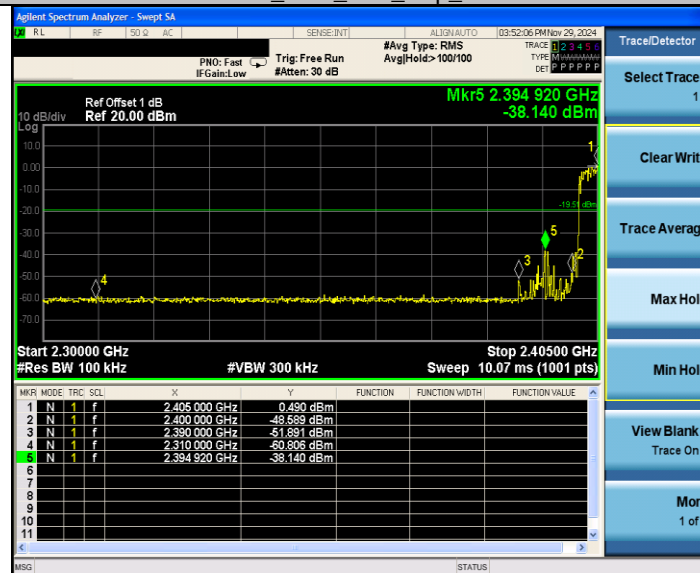 Agilent Spectrum Analyzer - Swept SA
LXI RL RF 50 Ω AC SENSE:INT ALIGN AUTO 03:52:06 PM Nov 29, 2024
#Avg Type: RMS TRACE 1 2 3 4 5 6
PNO: Fast Trig: Free Run Avg|Hold:>100/100 TYPE M
IFGain:Low #Atten: 30 dB DET P P P P P P
Mkr5 2.394 920 GHz
Ref Offset 1 dB
10 dB/div Ref 20.00 dBm -38.140 dBm
Log
10.0
0.00
-10.0
-20.0
-30.0
-40.0
-50.0
-60.0
-70.0
1
-19.51 dBm
5
3
2
4
Start 2.30000 GHz Stop 2.40500 GHz
#Res BW 100 kHz #VBW 300 kHz Sweep 10.07 ms (1001 pts)
MKR MODE TRC SCL X Y FUNCTION FUNCTION WIDTH FUNCTION VALUE
1 N 1 f 2.405 000 GHz 0.490 dBm
2 N 1 f 2.400 000 GHz -48.589 dBm
3 N 1 f 2.390 000 GHz -51.891 dBm
4 N 1 f 2.310 000 GHz -60.806 dBm
5 N 1 f 2.394 920 GHz -38.140 dBm
6
7
8
9
10
11
MSG STATUS
Trace/Detector
Select Trace
1
Clear Writ
Trace Averag
Max Hol
Min Hol
View Blank
Trace On
Mor
1 of